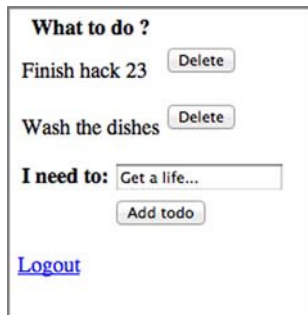 What to do ?
Finish hack 23 Delete
Wash the dishes Delete
I need to: Get a life...
Add todo
Logout